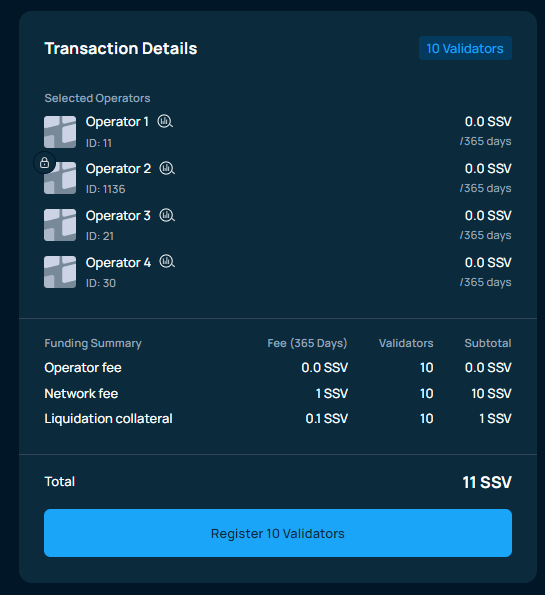 Transaction Details
10 Validators
Selected Operators
Operator 1
0.0 SSV
ID: 11
/365 days
Operator 2
0.0 SSV
ID: 1136
/365 days
Operator 3
0.0 SSV
ID: 21
/365 days
Operator 4
0.0 SSV
ID: 30
/365 days
Funding Summary Fee (365 Days) Validators Subtotal
Operator fee 0.0 SSV 10 0.0 SSV
Network fee 1 SSV 10 10 SSV
Liquidation collateral 0.1 SSV 10 1 SSV
Total 11 SSV
Register 10 Validators